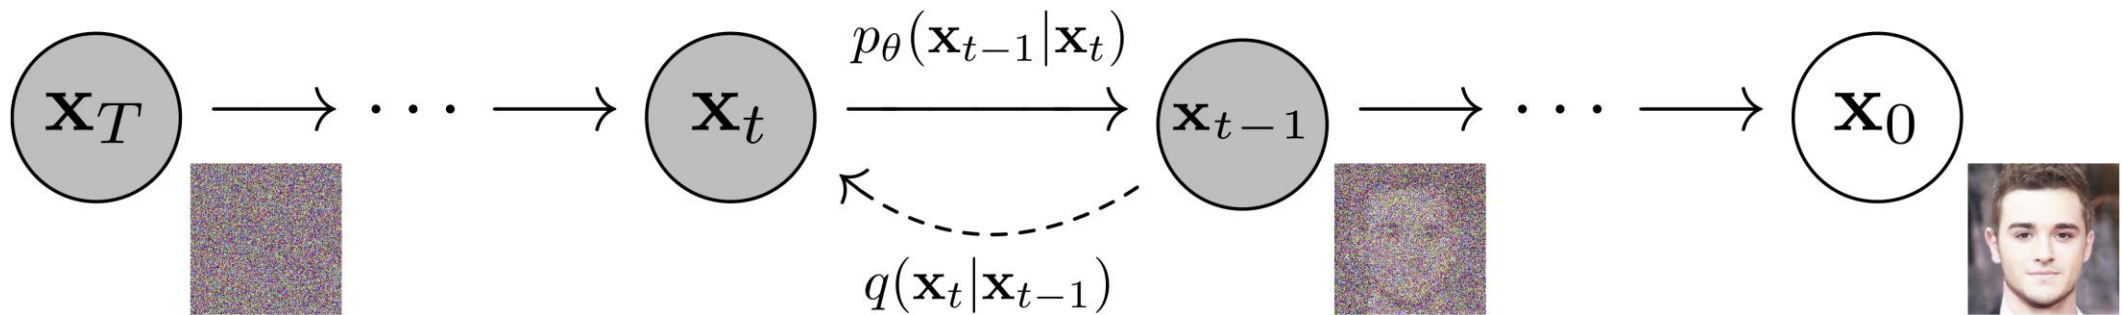 p_θ(x_{t−1}|x_t)
x_T → ··· → x_t → x_{t−1} → ··· → x_0
q(x_t|x_{t−1})